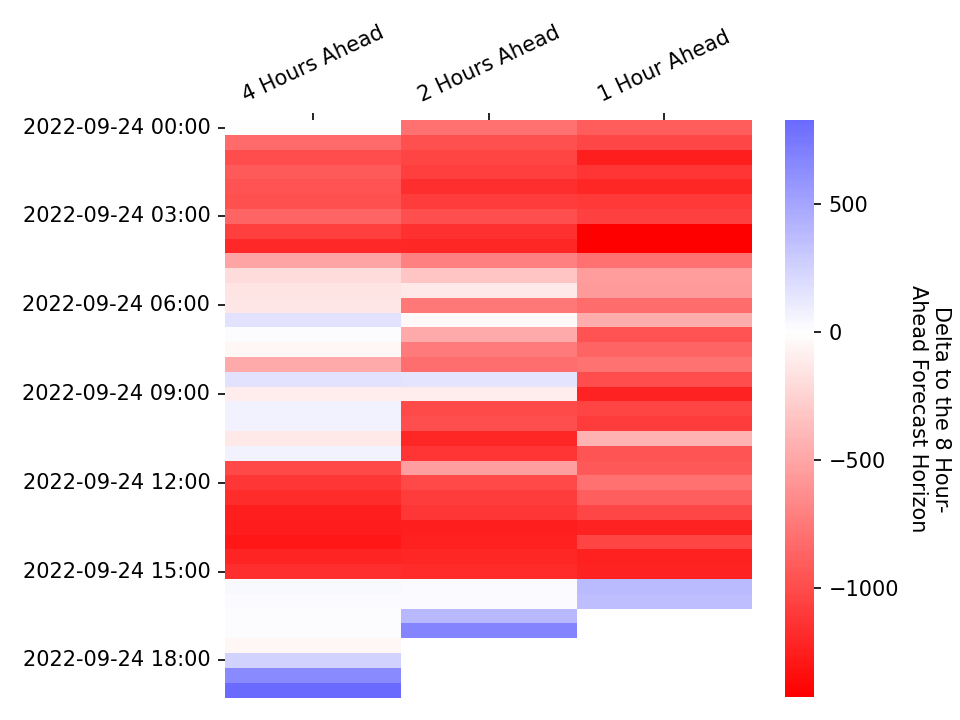 4 Hours Ahead
2 Hours Ahead
1 Hour Ahead
2022-09-24 00:00
2022-09-24 03:00
2022-09-24 06:00
2022-09-24 09:00
2022-09-24 12:00
2022-09-24 15:00
2022-09-24 18:00
500
0
−500
−1000
Delta to the 8 Hour-
Ahead Forecast Horizon